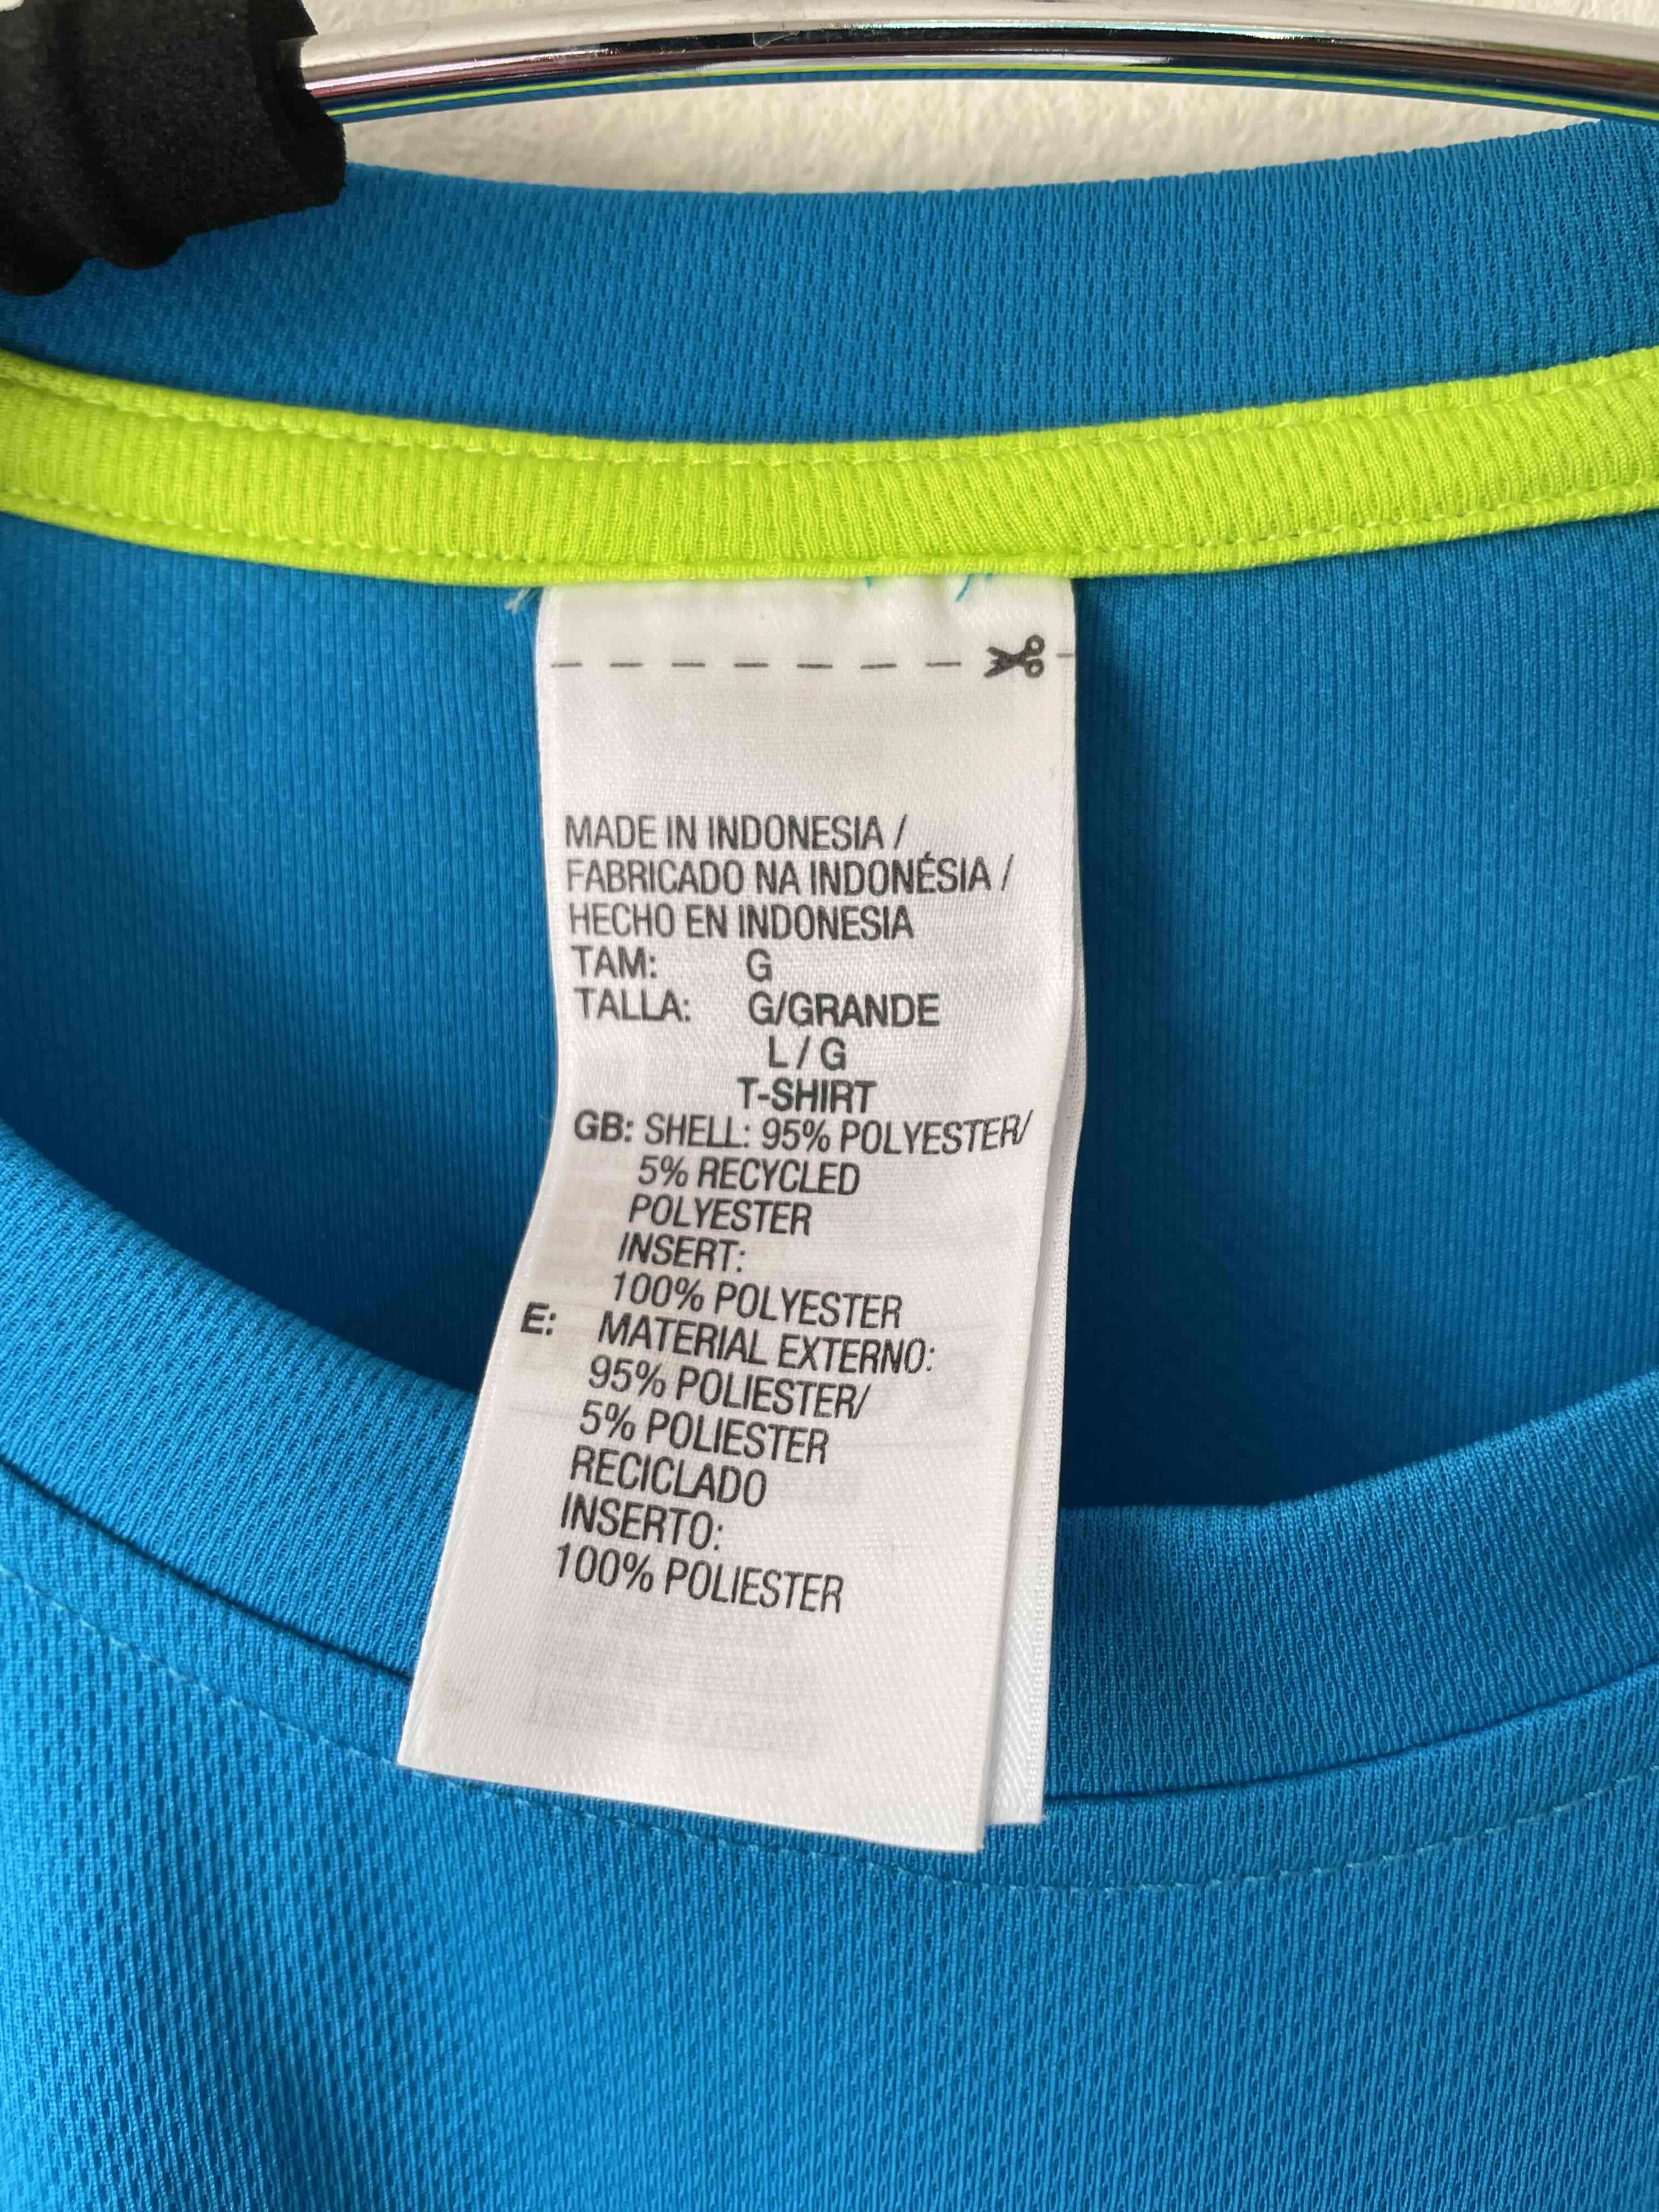 MADE IN INDONESIA /
FABRICADO NA INDONÉSIA /
HECHO EN INDONESIA
TAM: G
TALLA: G/GRANDE
L / G
T-SHIRT
GB: SHELL: 95% POLYESTER/
5% RECYCLED
POLYESTER
INSERT:
100% POLYESTER
E: MATERIAL EXTERNO:
95% POLIESTER/
5% POLIESTER
RECICLADO
INSERTO:
100% POLIESTER